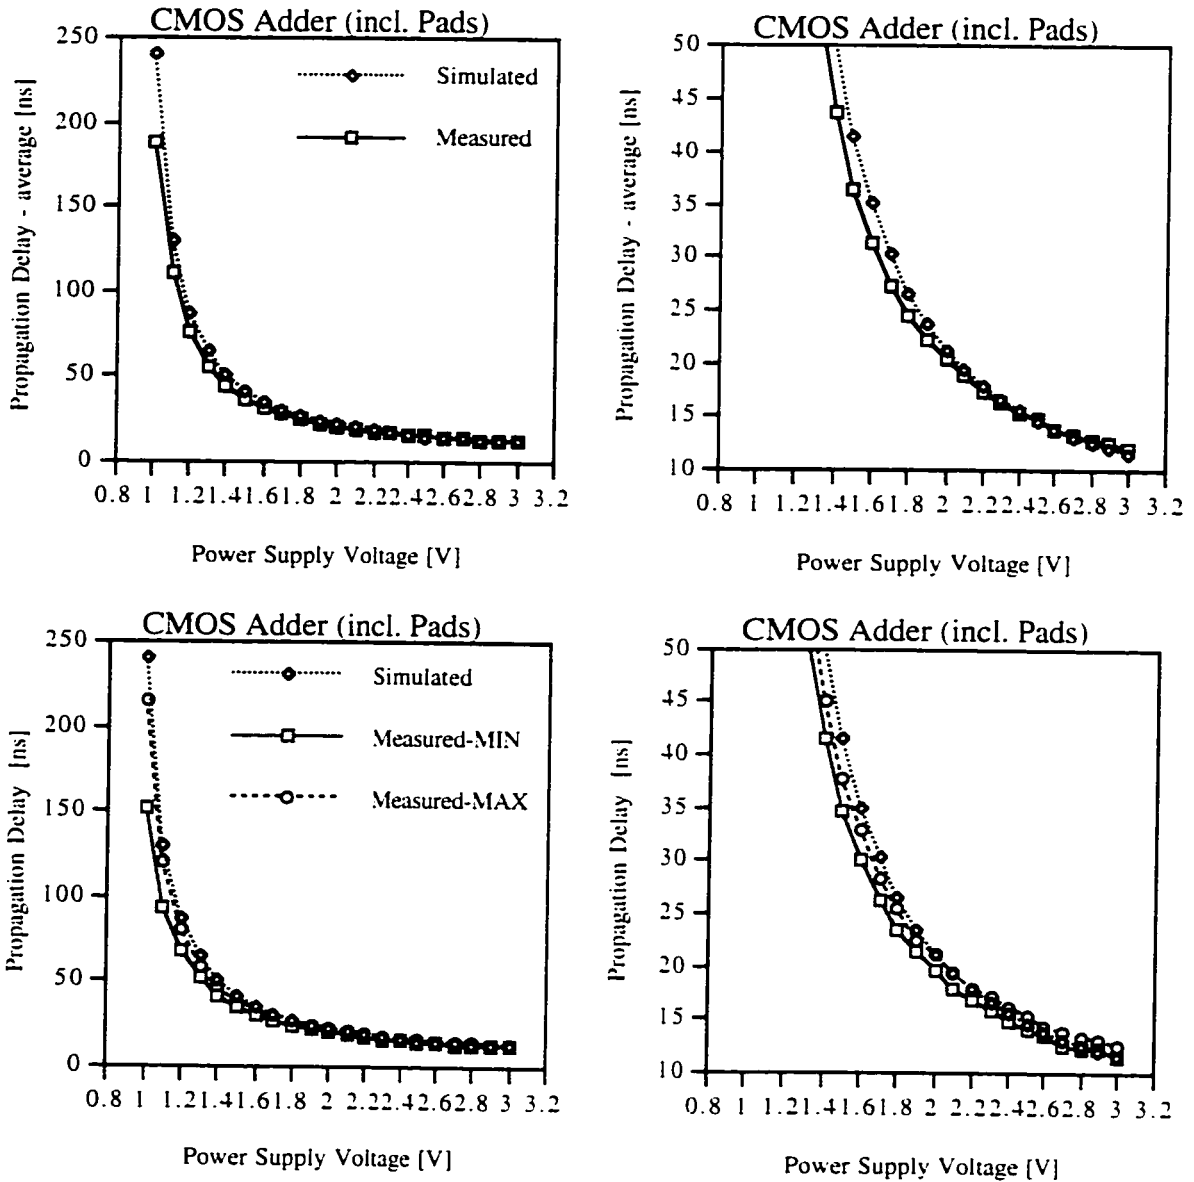 CMOS Adder (incl. Pads)
250
200
150
100
50
0
Propagation Delay - average [ns]
Simulated
Measured
0.8 1 1.21.41.61.8 2 2.22.42.62.8 3 3.2
Power Supply Voltage [V]
CMOS Adder (incl. Pads)
50
45
40
35
30
25
20
15
10
Propagation Delay - average [ns]
0.8 1 1.21.41.61.8 2 2.22.42.62.8 3 3.2
Power Supply Voltage [V]
CMOS Adder (incl. Pads)
250
200
150
100
50
0
Propagation Delay [ns]
Simulated
Measured-MIN
Measured-MAX
0.8 1 1.21.41.61.8 2 2.22.42.62.8 3 3.2
Power Supply Voltage [V]
CMOS Adder (incl. Pads)
50
45
40
35
30
25
20
15
10
Propagation Delay [ns]
0.8 1 1.21.41.61.8 2 2.22.42.62.8 3 3.2
Power Supply Voltage [V]